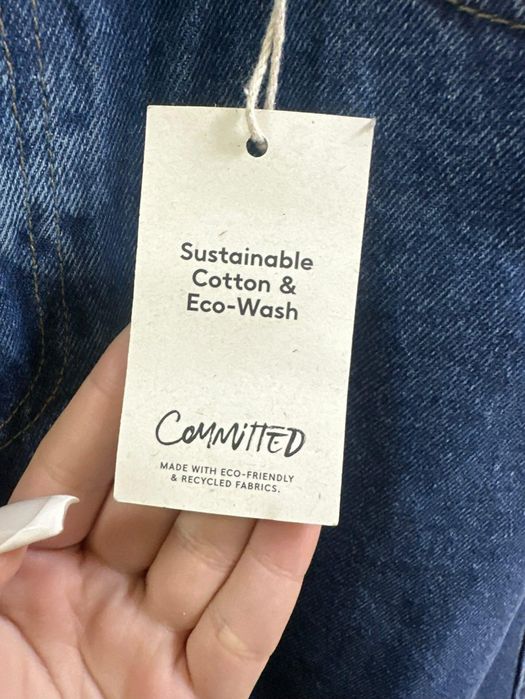 Sustainable
Cotton &
Eco-Wash
COMMITTED
MADE WITH ECO-FRIENDLY
& RECYCLED FABRICS.